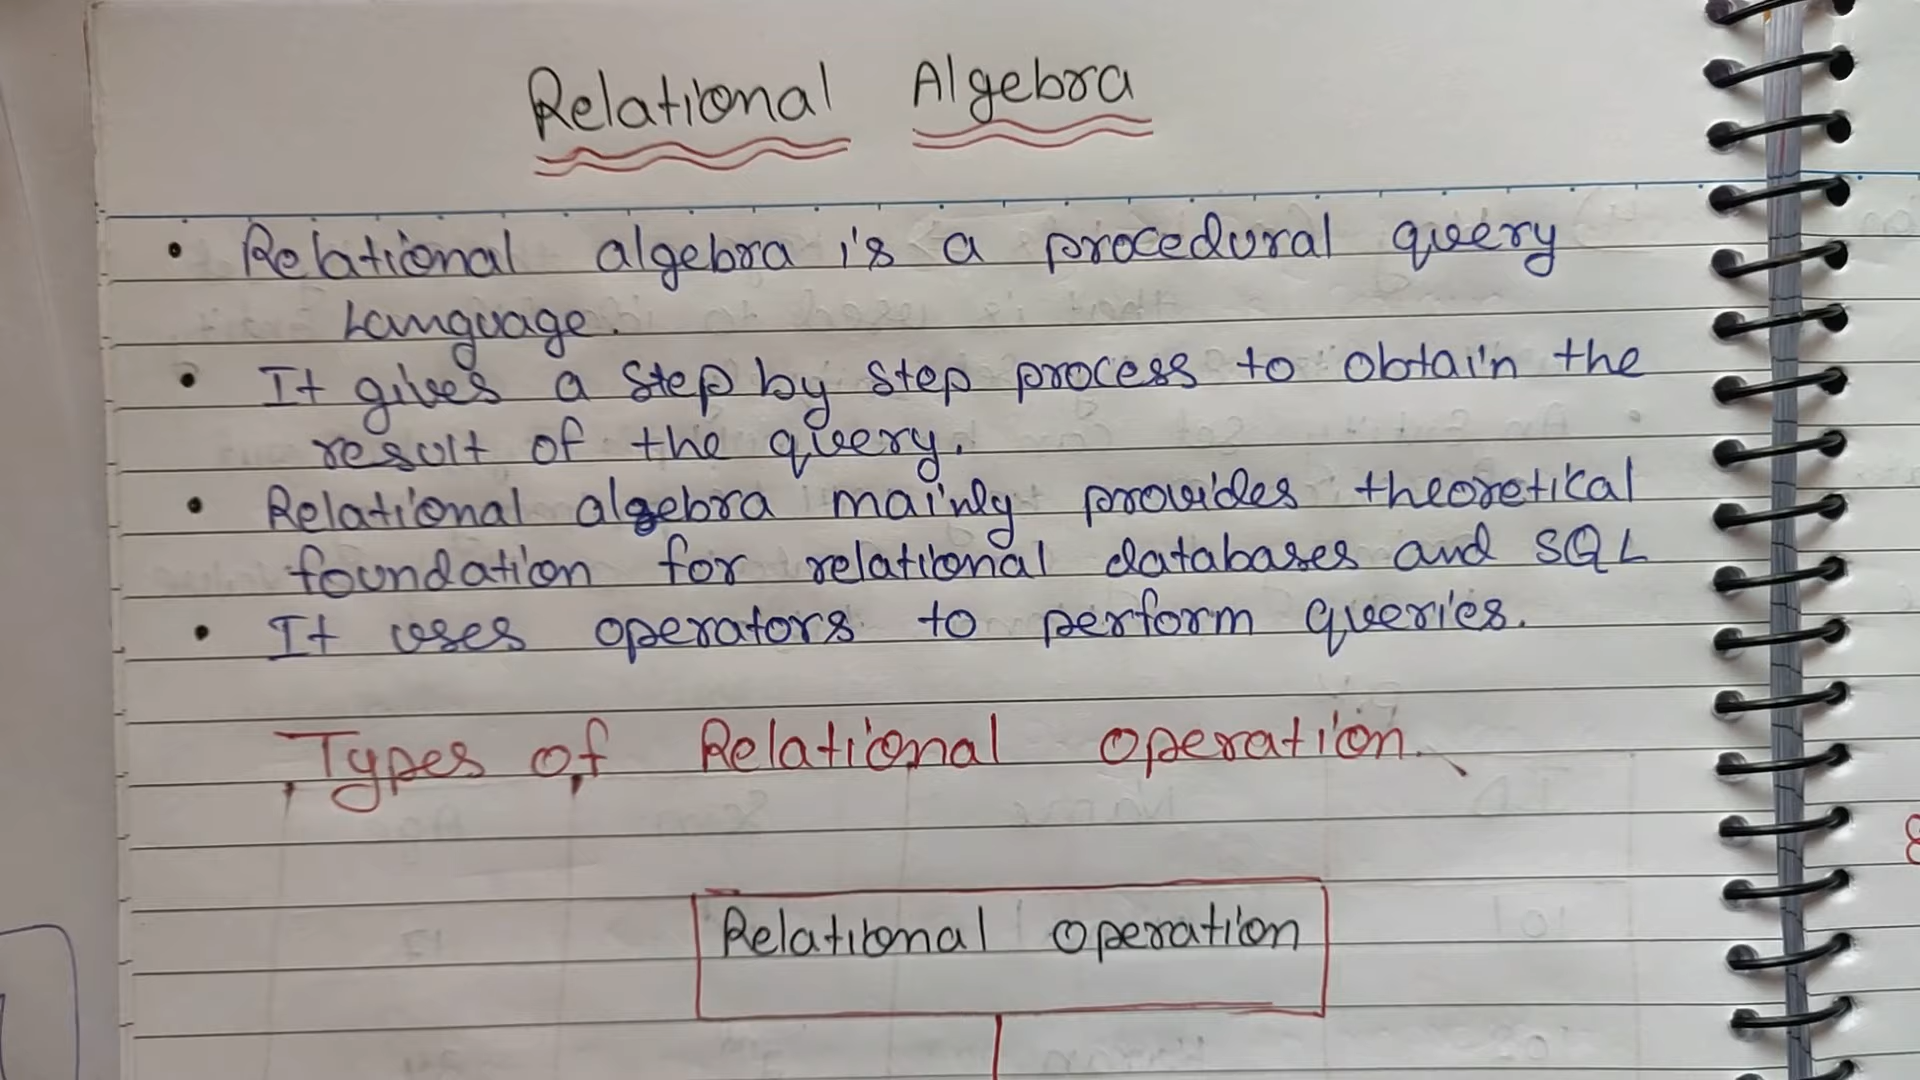 Relational Algebra
• Relational algebra is a procedural query
Language.
• It gives a step by step process to obtain the
result of the query.
• Relational algebra mainly provides theoretical
foundation for relational databases and SQL
• It uses operators to perform queries.
Types of Relational operation.
Relational operation